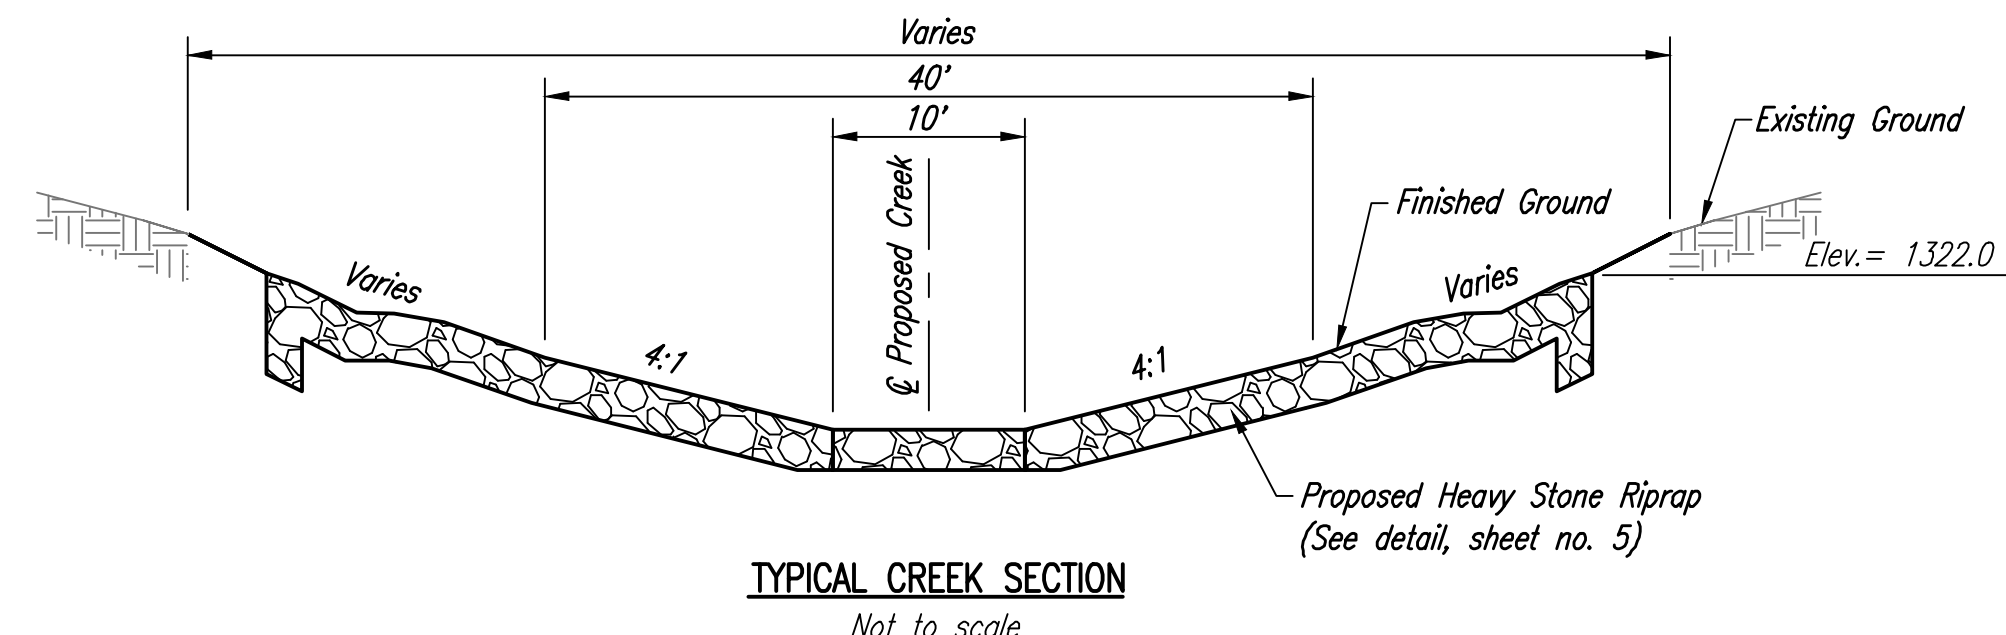 Varies
40'
10'
℄ Proposed Creek
Existing Ground
Finished Ground
Elev.= 1322.0
Varies
Varies
4:1
4:1
Proposed Heavy Stone Riprap
(See detail, sheet no. 5)
TYPICAL CREEK SECTION
Not to scale